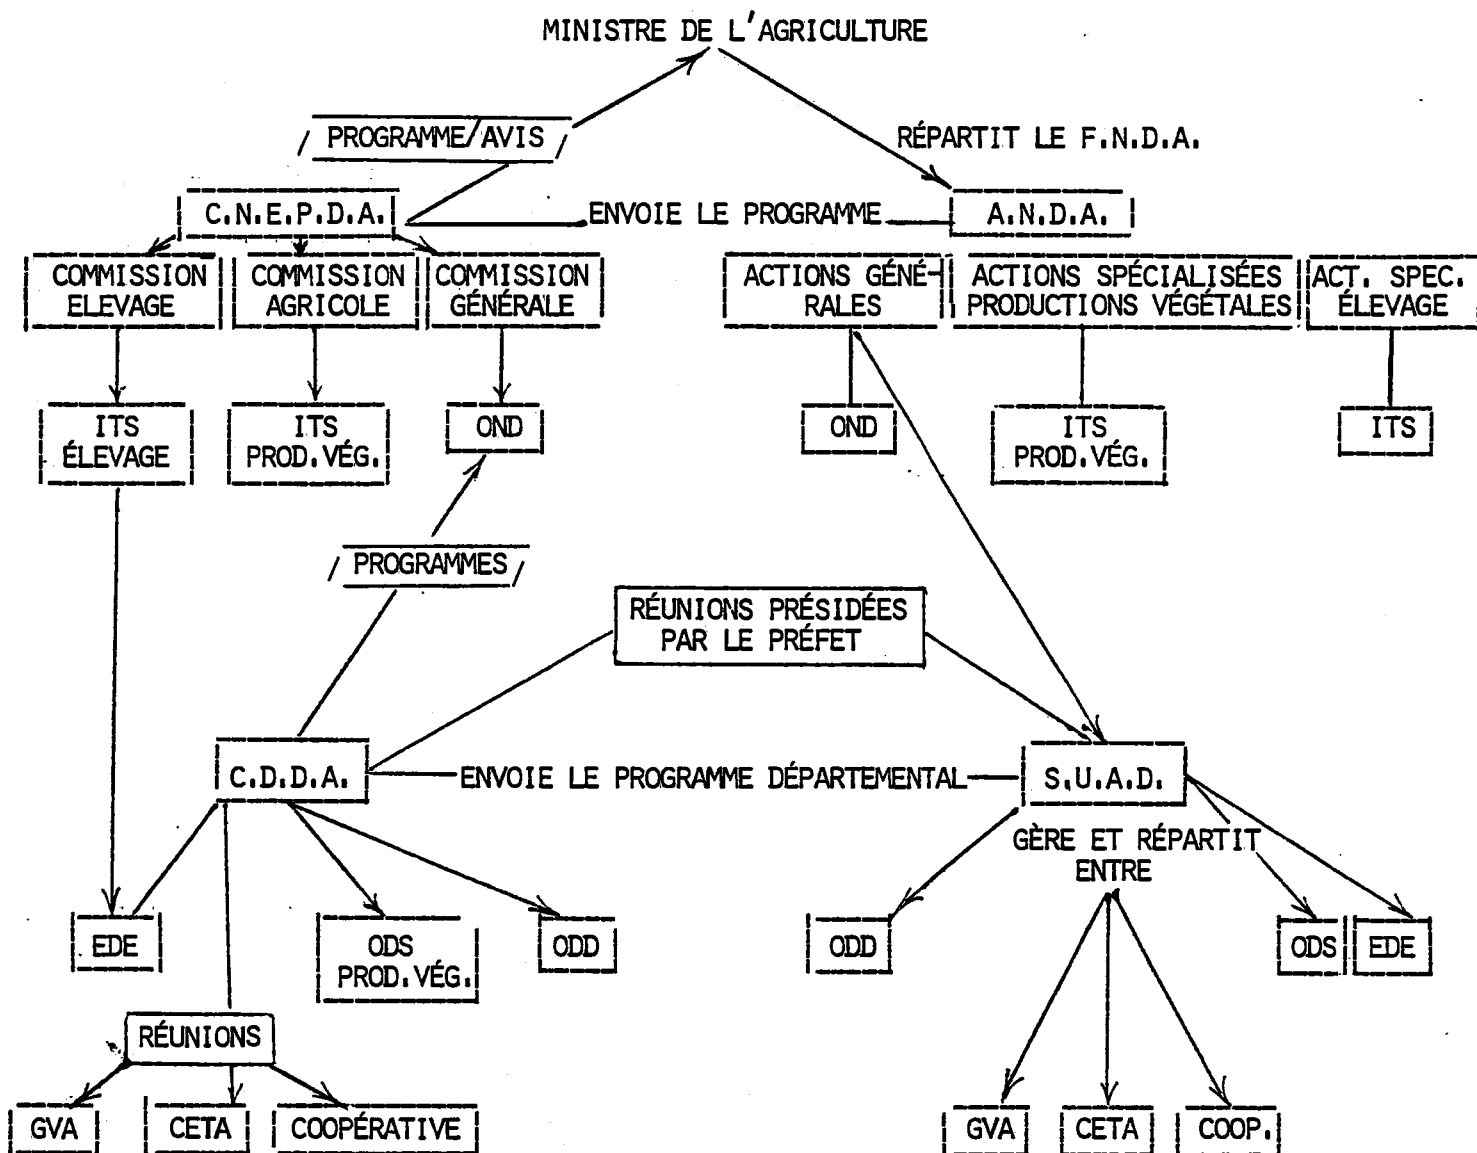 MINISTRE DE L'AGRICULTURE
PROGRAMME/AVIS
RÉPARTIT LE F.N.D.A.
C.N.E.P.D.A.
ENVOIE LE PROGRAMME
A.N.D.A.
COMMISSION
ELEVAGE
COMMISSION
AGRICOLE
COMMISSION
GÉNÉRALE
ACTIONS GÉNÉ-
RALES
ACTIONS SPÉCIALISÉES
PRODUCTIONS VÉGÉTALES
ACT. SPEC.
ÉLEVAGE
ITS
ÉLEVAGE
ITS
PROD.VÉG.
OND
OND
ITS
PROD.VÉG.
ITS
PROGRAMMES
RÉUNIONS PRÉSIDÉES
PAR LE PRÉFET
C.D.D.A.
ENVOIE LE PROGRAMME DÉPARTEMENTAL
S.U.A.D.
GÈRE ET RÉPARTIT
ENTRE
EDE
ODS
PROD.VÉG.
ODD
ODD
ODS
EDE
RÉUNIONS
GVA
CETA
COOPÉRATIVE
GVA
CETA
COOP.